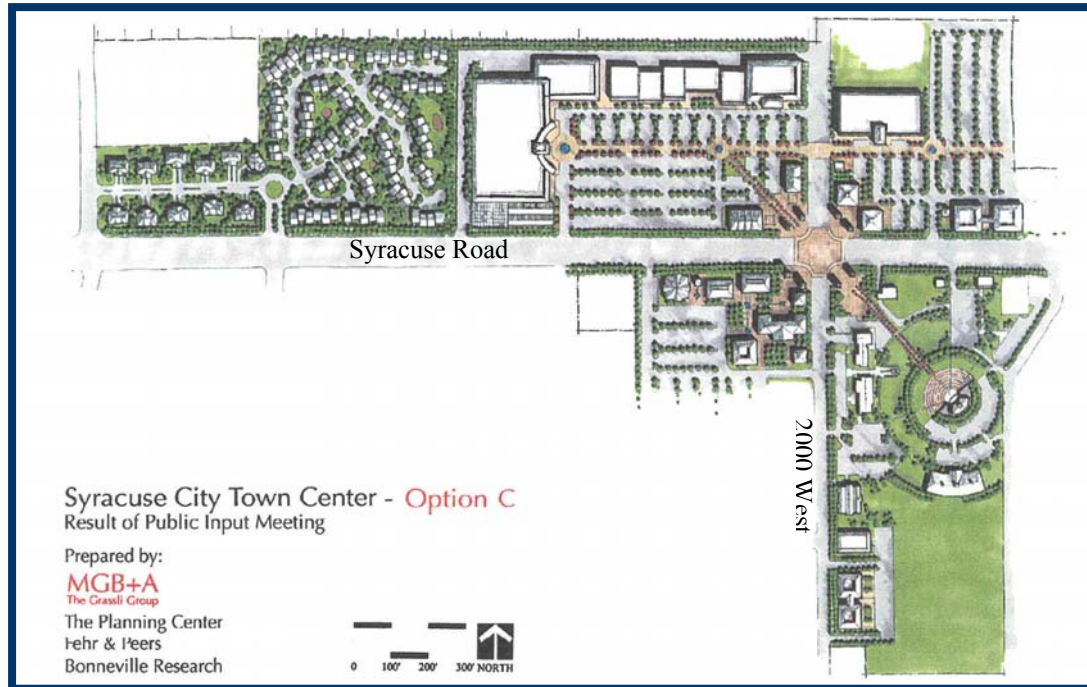 Syracuse Road
2000 West
Syracuse City Town Center - Option C
Result of Public Input Meeting
Prepared by:
MGB+A
The Grassli Group
The Planning Center
Fehr & Peers
Bonneville Research
0 100' 200' 300' NORTH